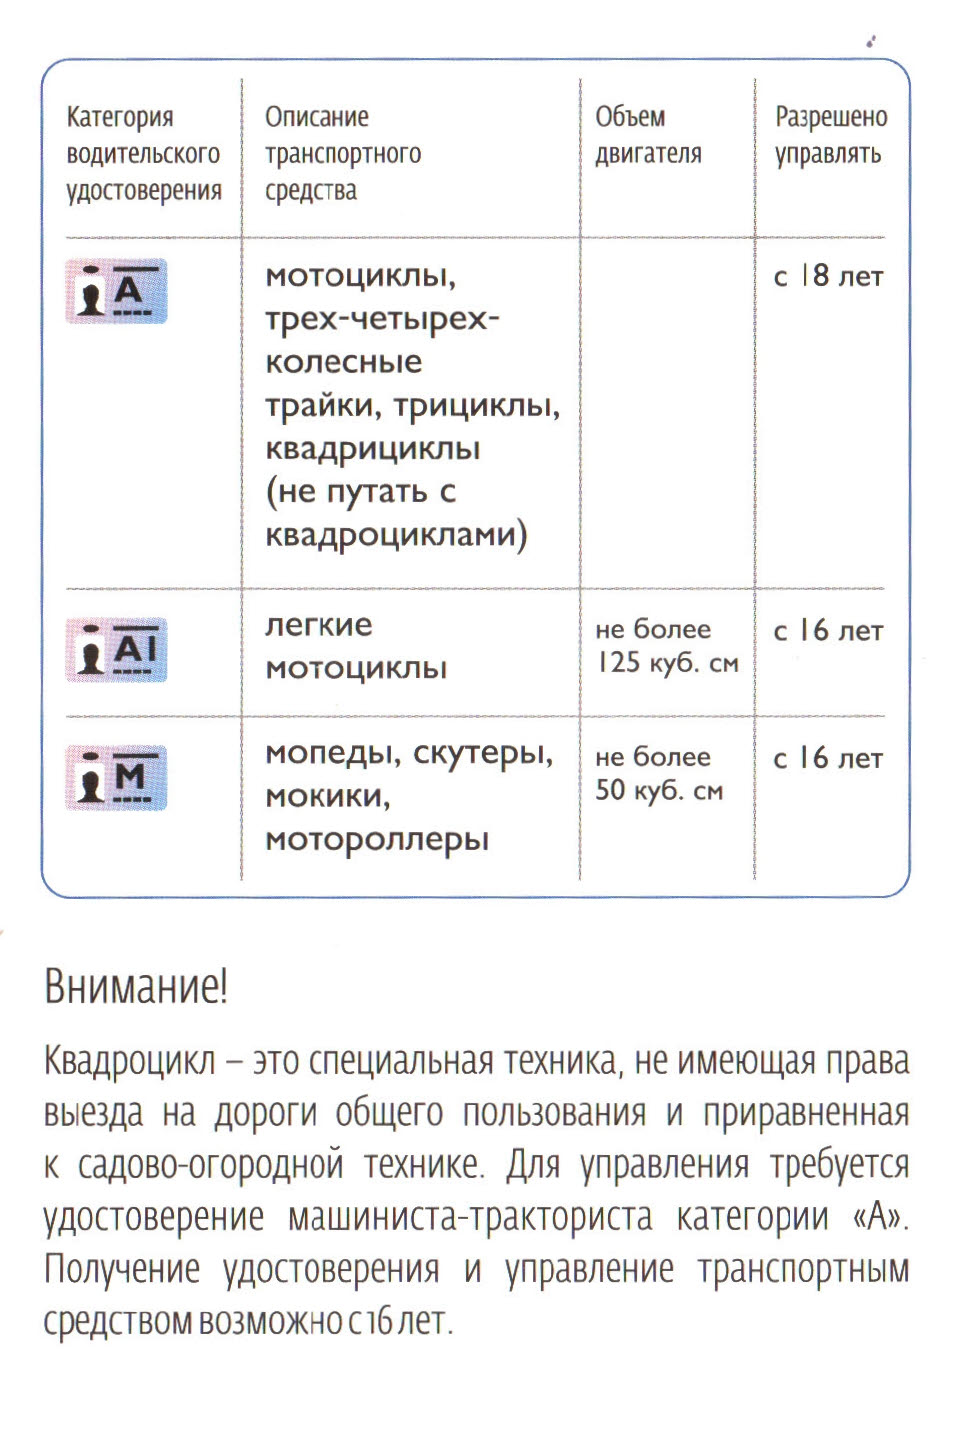 Категория
водительского
удостоверения
Описание
транспортного
средства
Объем
двигателя
Разрешено
управлять
A
мотоциклы,
трех-четырех-
колесные
трайки, трициклы,
квадрициклы
(не путать с
квадроциклами)
с 18 лет
A1
легкие
мотоциклы
не более
125 куб. см
с 16 лет
M
мопеды, скутеры,
мокики,
мотороллеры
не более
50 куб. см
с 16 лет
Внимание!
Квадроцикл – это специальная техника, не имеющая права
выезда на дороги общего пользования и приравненная
к садово-огородной технике. Для управления требуется
удостоверение машиниста-тракториста категории «А».
Получение удостоверения и управление транспортным
средством возможно с 16 лет.